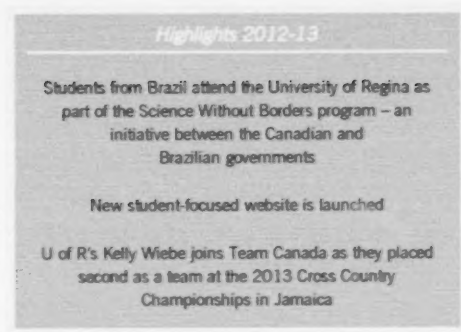 Highlights 2012-13
Students from Brazil attend the University of Regina as
part of the Science Without Borders program – an
initiative between the Canadian and
Brazilian governments
New student-focused website is launched
U of R's Kelly Wiebe joins Team Canada as they placed
second as a team at the 2013 Cross Country
Championships in Jamaica